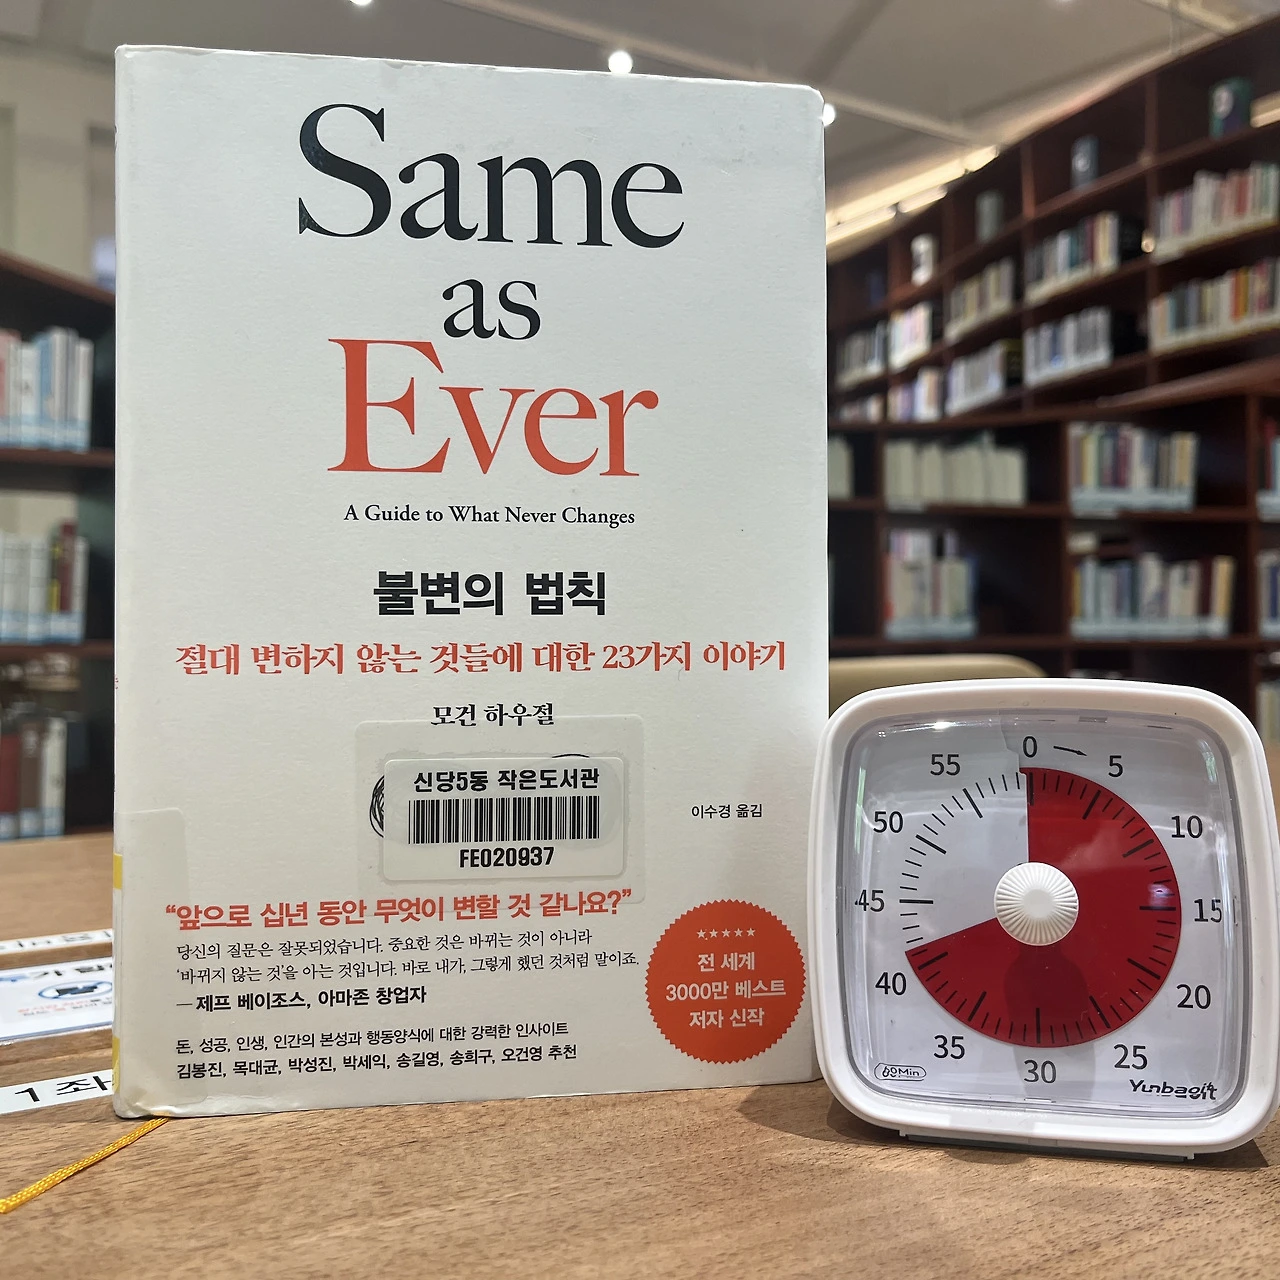 Same
as
Ever
A Guide to What Never Changes
불변의 법칙
절대 변하지 않는 것들에 대한 23가지 이야기
모건 하우절
신당5동 작은도서관
FE020937
이수경 옮김
“앞으로 십년 동안 무엇이 변할 것 같나요?”
당신의 질문은 잘못되었습니다. 중요한 것은 바뀌는 것이 아니라
‘바뀌지 않는 것’을 아는 것입니다. 바로 내가, 그렇게 했던 것처럼 말이죠.
— 제프 베이조스, 아마존 창업자
돈, 성공, 인생, 인간의 본성과 행동양식에 대한 강력한 인사이트
김봉진, 목대균, 박성진, 박세익, 송길영, 송희구, 오건영 추천
★★★★★
전 세계
3000만 베스트
저자 신작
1 좌
0
5
10
15
20
25
30
35
40
45
50
55
60Min
Yunbagit